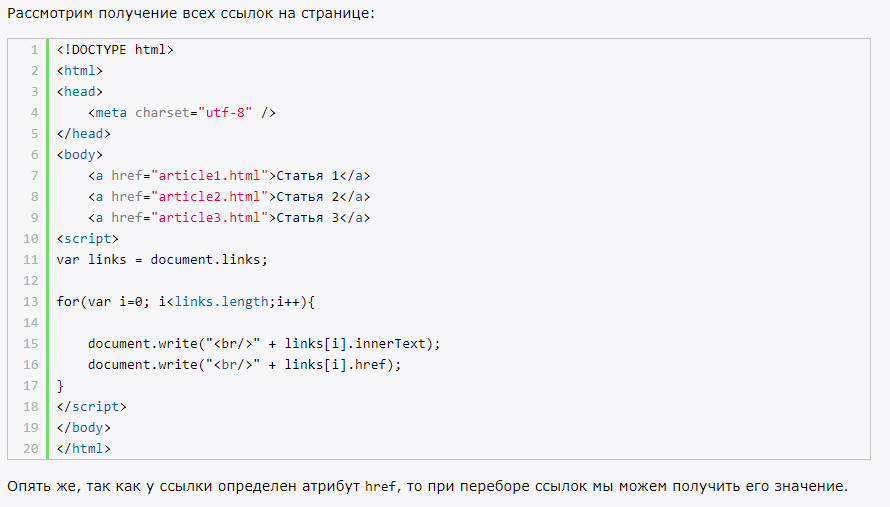 Рассмотрим получение всех ссылок на странице:
1 <!DOCTYPE html>
2 <html>
3 <head>
4     <meta charset="utf-8" />
5 </head>
6 <body>
7     <a href="article1.html">Статья 1</a>
8     <a href="article2.html">Статья 2</a>
9     <a href="article3.html">Статья 3</a>
10 <script>
11 var links = document.links;
12
13 for(var i=0; i<links.length;i++){
14
15     document.write("<br/>" + links[i].innerText);
16     document.write("<br/>" + links[i].href);
17 }
18 </script>
19 </body>
20 </html>
Опять же, так как у ссылки определен атрибут href, то при переборе ссылок мы можем получить его значение.